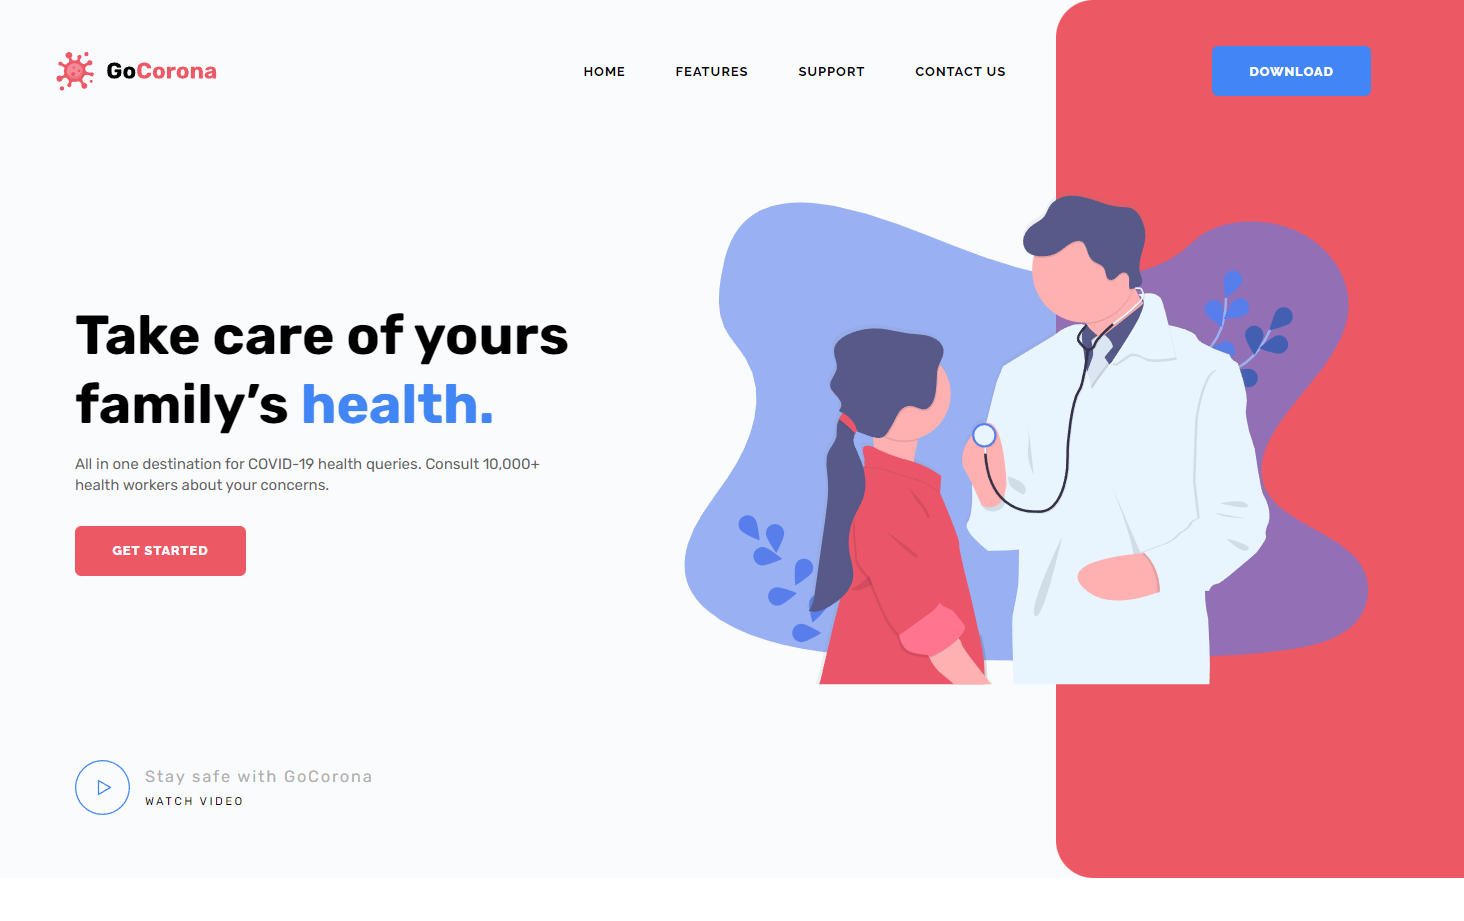 GoCorona
HOME FEATURES SUPPORT CONTACT US DOWNLOAD
Take care of yours
family’s health.
All in one destination for COVID-19 health queries. Consult 10,000+
health workers about your concerns.
GET STARTED
Stay safe with GoCorona
WATCH VIDEO